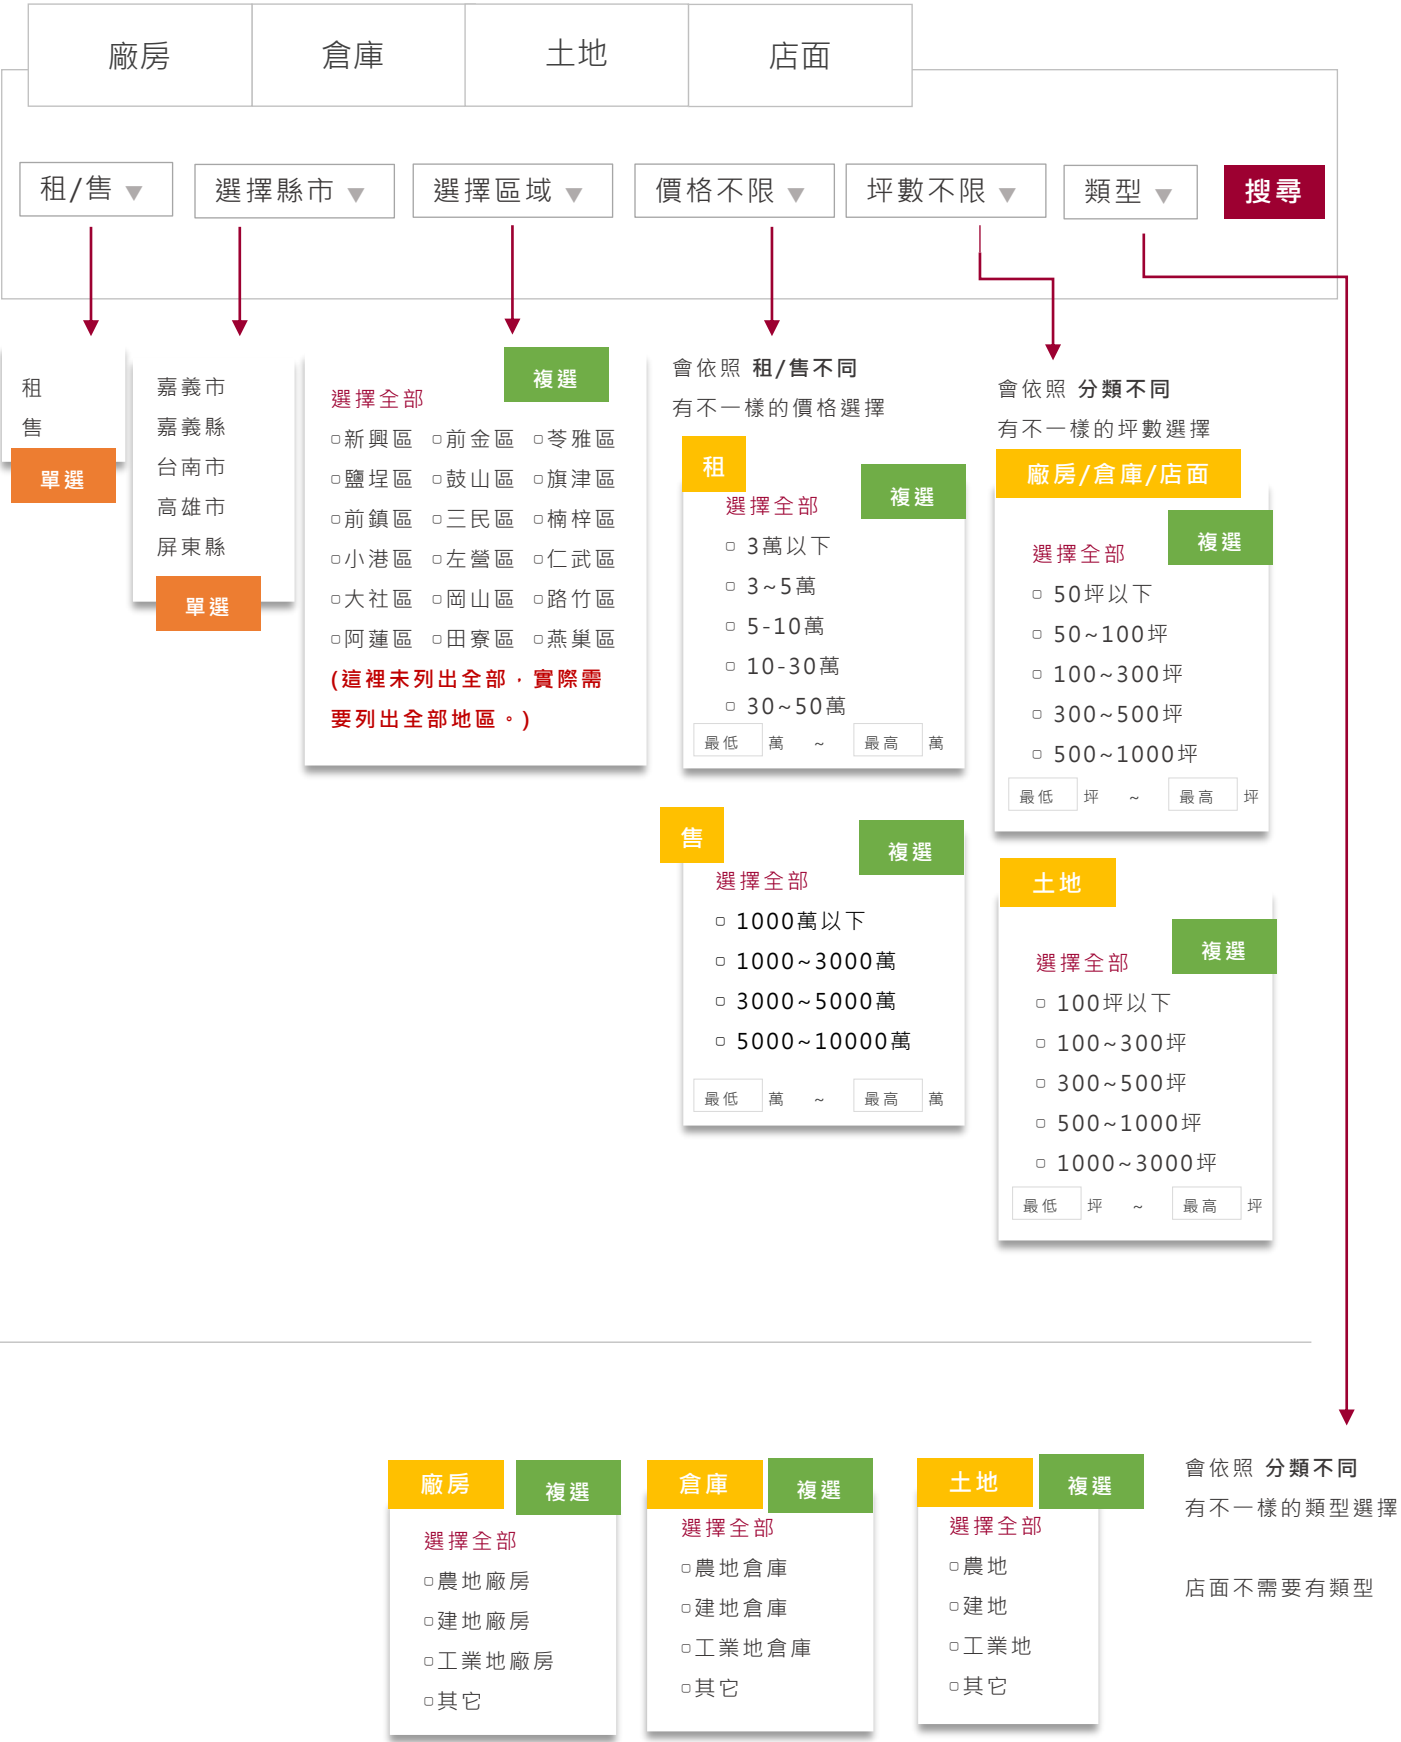 廠房
倉庫
土地
店面
租/售 ▼
選擇縣市 ▼
選擇區域 ▼
價格不限 ▼
坪數不限 ▼
類型 ▼
搜尋
租
售
單選
嘉義市
嘉義縣
台南市
高雄市
屏東縣
單選
複選
選擇全部
▢新興區 ▢前金區 ▢苓雅區
▢鹽埕區 ▢鼓山區 ▢旗津區
▢前鎮區 ▢三民區 ▢楠梓區
▢小港區 ▢左營區 ▢仁武區
▢大社區 ▢岡山區 ▢路竹區
▢阿蓮區 ▢田寮區 ▢燕巢區
(這裡未列出全部，實際需
要列出全部地區。)
會依照 租/售不同
有不一樣的價格選擇
租
複選
選擇全部
▢ 3萬以下
▢ 3~5萬
▢ 5-10萬
▢ 10-30萬
▢ 30~50萬
最低 萬 ~ 最高 萬
售
複選
選擇全部
▢ 1000萬以下
▢ 1000~3000萬
▢ 3000~5000萬
▢ 5000~10000萬
最低 萬 ~ 最高 萬
會依照 分類不同
有不一樣的坪數選擇
廠房/倉庫/店面
複選
選擇全部
▢ 50坪以下
▢ 50~100坪
▢ 100~300坪
▢ 300~500坪
▢ 500~1000坪
最低 坪 ~ 最高 坪
土地
複選
選擇全部
▢ 100坪以下
▢ 100~300坪
▢ 300~500坪
▢ 500~1000坪
▢ 1000~3000坪
最低 坪 ~ 最高 坪
廠房
複選
選擇全部
▢農地廠房
▢建地廠房
▢工業地廠房
▢其它
倉庫
複選
選擇全部
▢農地倉庫
▢建地倉庫
▢工業地倉庫
▢其它
土地
複選
選擇全部
▢農地
▢建地
▢工業地
▢其它
會依照 分類不同
有不一樣的類型選擇
店面不需要有類型